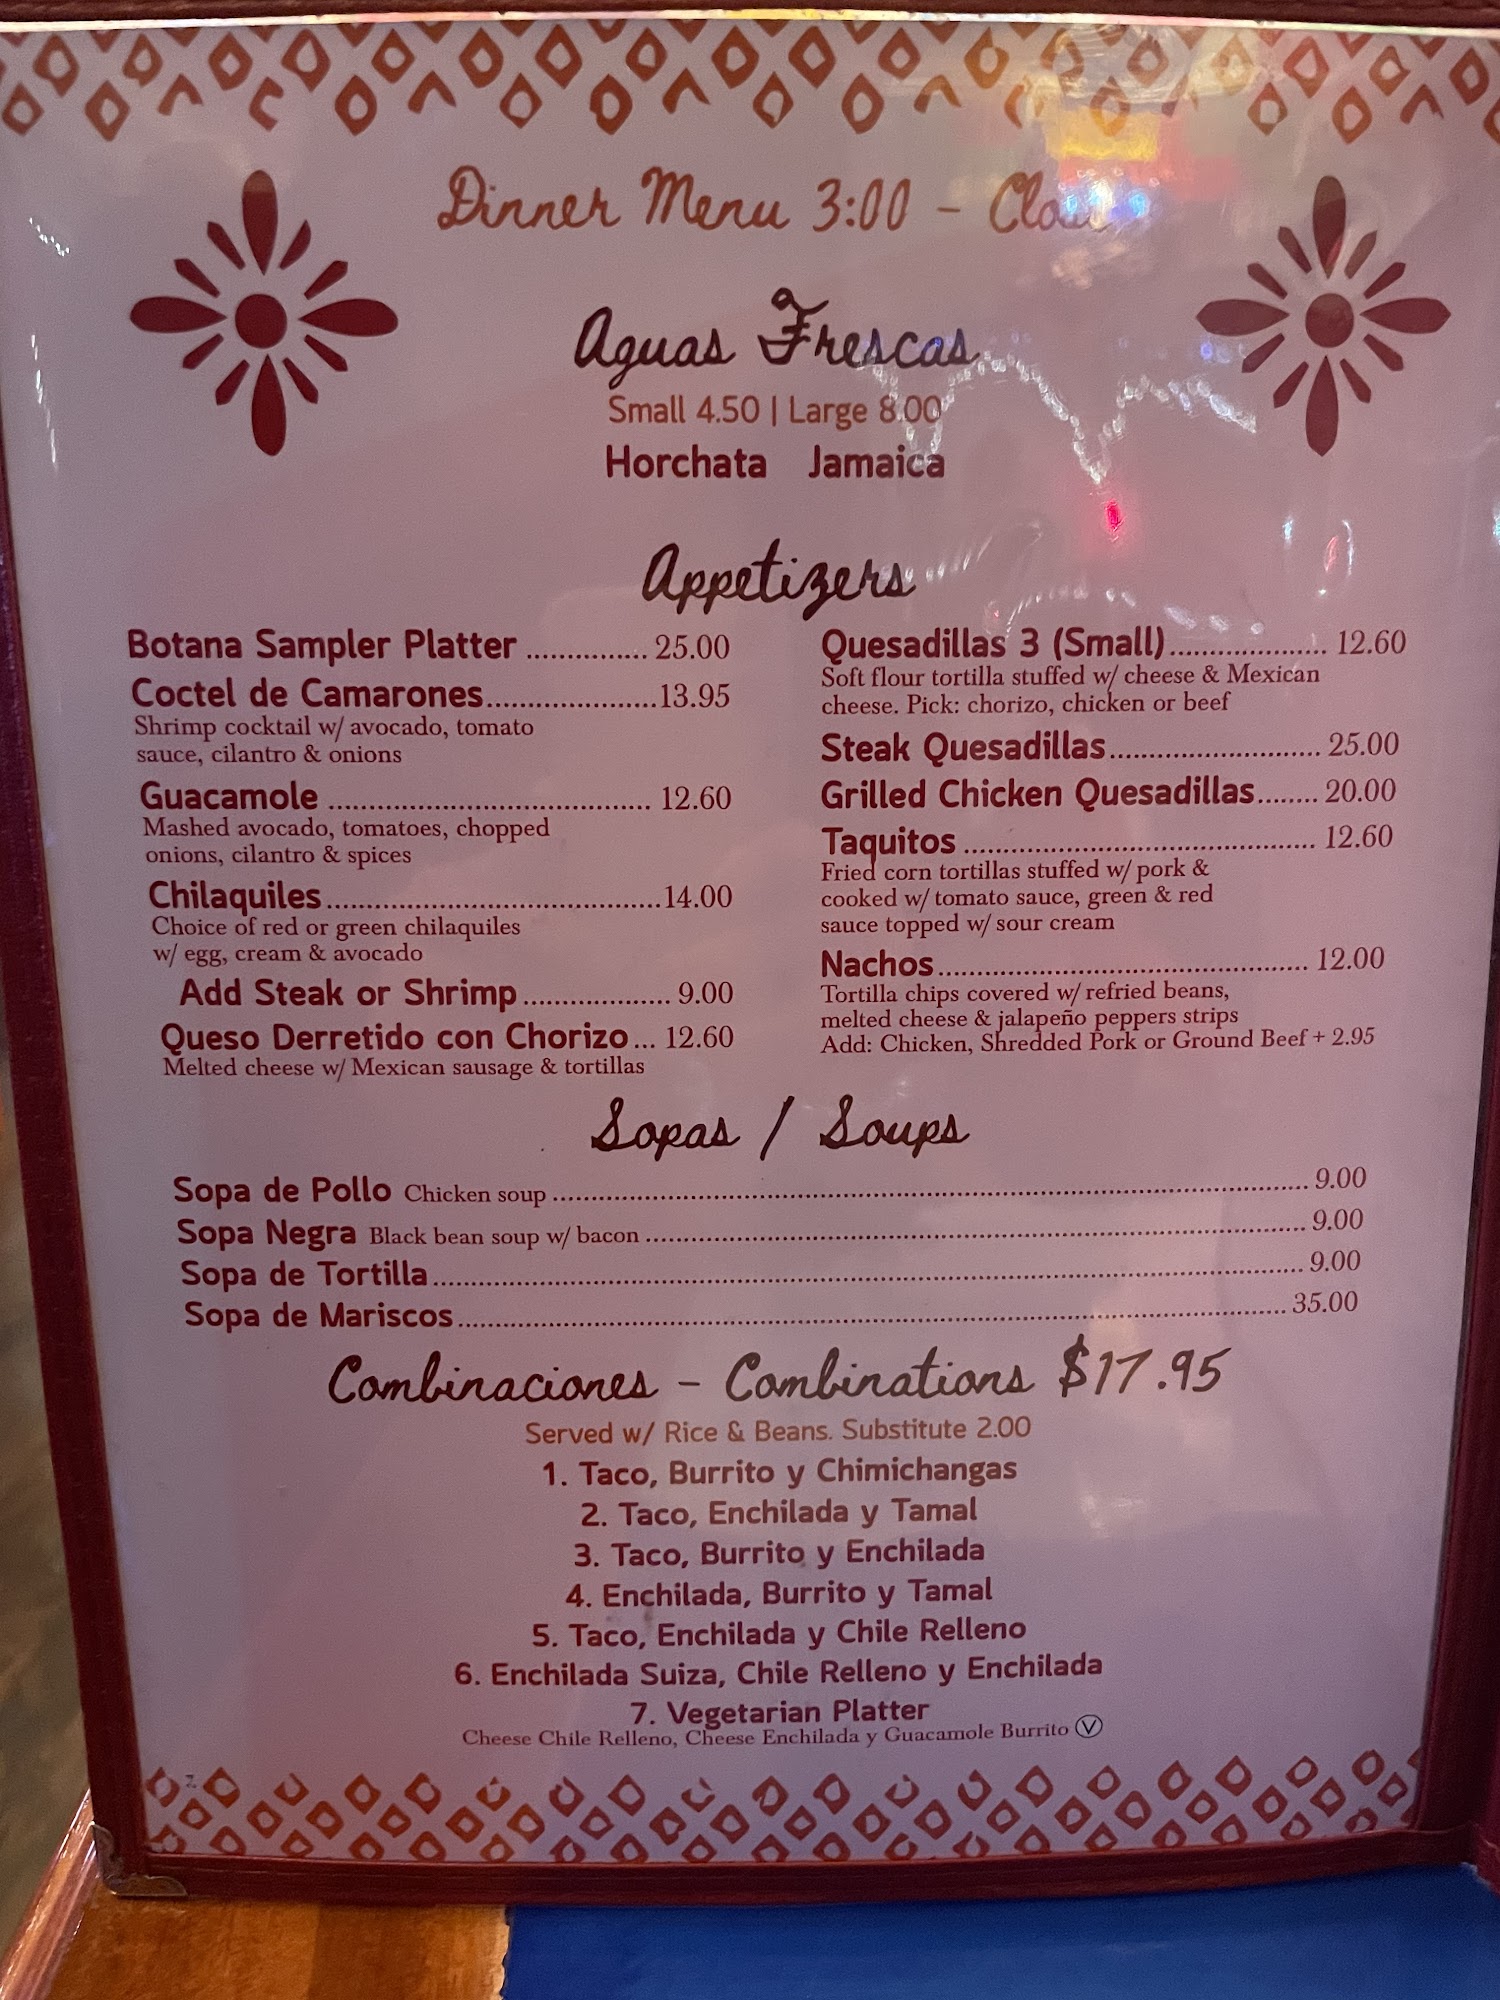 Dinner Menu 3:00 -
Aguas Frescas
Small 4.50 | Large 8.00
Horchata Jamaica
Appetizers
Botana Sampler Platter ............... 25.00
Coctel de Camarones......................13.95
Shrimp cocktail w/ avocado, tomato
sauce, cilantro & onions
Guacamole ........................................ 12.60
Mashed avocado, tomatoes, chopped
onions, cilantro & spices
Chilaquiles..........................................14.00
Choice of red or green chilaquiles
w/ egg, cream & avocado
Add Steak or Shrimp................... 9.00
Queso Derretido con Chorizo... 12.60
Melted cheese w/ Mexican sausage & tortillas
Quesadillas 3 (Small).................... 12.60
Soft flour tortilla stuffed w/ cheese & Mexican
cheese. Pick: chorizo, chicken or beef
Steak Quesadillas........................... 25.00
Grilled Chicken Quesadillas........ 20.00
Taquitos ............................................ 12.60
Fried corn tortillas stuffed w/ pork &
cooked w/ tomato sauce, green & red
sauce topped w/ sour cream
Nachos............................................... 12.00
Tortilla chips covered w/ refried beans,
melted cheese & jalapeño peppers strips
Add: Chicken, Shredded Pork or Ground Beef + 2.95
Sopas / Soups
Sopa de Pollo Chicken soup ........................................ 9.00
Sopa Negra Black bean soup w/ bacon ........................................ 9.00
Sopa de Tortilla........................................ 9.00
Sopa de Mariscos........................................ 35.00
Combinaciones - Combinations $17.95
Served w/ Rice & Beans. Substitute 2.00
1. Taco, Burrito y Chimichangas
2. Taco, Enchilada y Tamal
3. Taco, Burrito y Enchilada
4. Enchilada, Burrito y Tamal
5. Taco, Enchilada y Chile Relleno
6. Enchilada Suiza, Chile Relleno y Enchilada
7. Vegetarian Platter
Cheese Chile Relleno, Cheese Enchilada y Guacamole Burrito Ⓥ